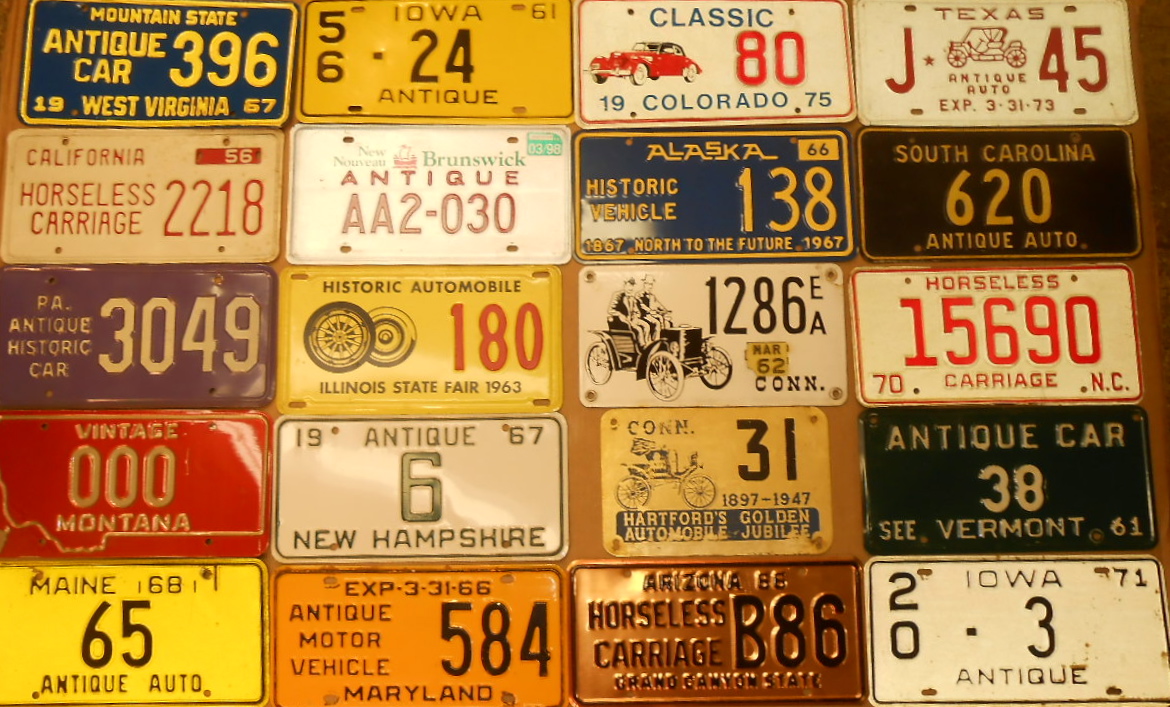 MOUNTAIN STATE
ANTIQUE CAR 396
19 WEST VIRGINIA 67
IOWA 61
56 · 24
ANTIQUE
CLASSIC
80
19 COLORADO 75
TEXAS
J★ 45
ANTIQUE
AUTO
EXP. 3-31-73
CALIFORNIA 56
HORSELESS
CARRIAGE 2218
03/98
New
Nouveau Brunswick
ANTIQUE
AA2-030
ALASKA 66
HISTORIC
VEHICLE 138
1867 NORTH TO THE FUTURE 1967
SOUTH CAROLINA
620
ANTIQUE AUTO
PA.
ANTIQUE
HISTORIC
CAR
3049
HISTORIC AUTOMOBILE
180
ILLINOIS STATE FAIR 1963
1286 EA
MAR
62
CONN.
HORSELESS
15690
70 CARRIAGE N.C.
VINTAGE
000
MONTANA
19 ANTIQUE 67
6
NEW HAMPSHIRE
CONN.
31
1897-1947
HARTFORD'S GOLDEN
AUTOMOBILE JUBILEE
ANTIQUE CAR
38
SEE VERMONT 61
MAINE 68
65
ANTIQUE AUTO
EXP-3-31-66
ANTIQUE
MOTOR
VEHICLE
584
MARYLAND
ARIZONA
HORSELESS
CARRIAGE B86
GRAND CANYON STATE
IOWA 71
20 · 3
ANTIQUE